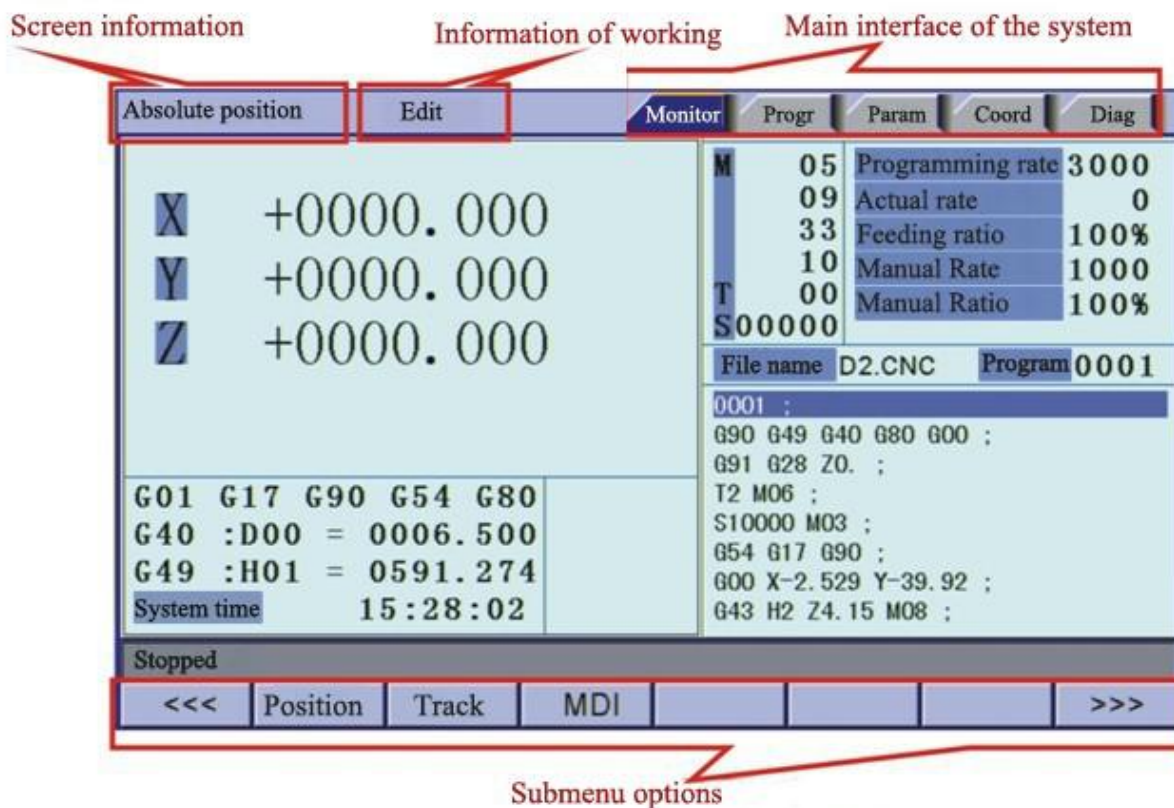 Screen information
Information of working
Main interface of the system
Absolute position
Edit
Monitor
Progr
Param
Coord
Diag
X +0000.000
Y +0000.000
Z +0000.000
M 05
09
33
10
T 00
S00000
Programming rate 3000
Actual rate 0
Feeding ratio 100%
Manual Rate 1000
Manual Ratio 100%
File name D2.CNC Program 0001
0001 ;
G90 G49 G40 G80 G00 ;
G91 G28 Z0. ;
T2 M06 ;
S10000 M03 ;
G54 G17 G90 ;
G00 X-2.529 Y-39.92 ;
G43 H2 Z4.15 M08 ;
G01 G17 G90 G54 G80
G40 :D00 = 0006.500
G49 :H01 = 0591.274
System time 15:28:02
Stopped
<<< Position Track MDI >>>
Submenu options